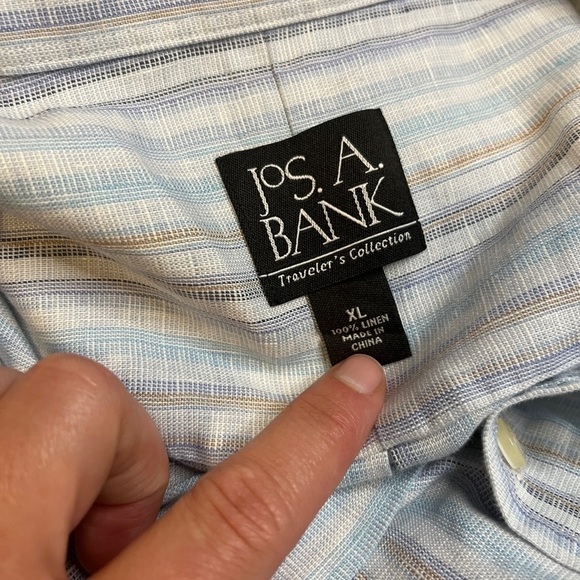 JOS. A.
BANK
Traveler's Collection
XL
100% LINEN
MADE IN
CHINA